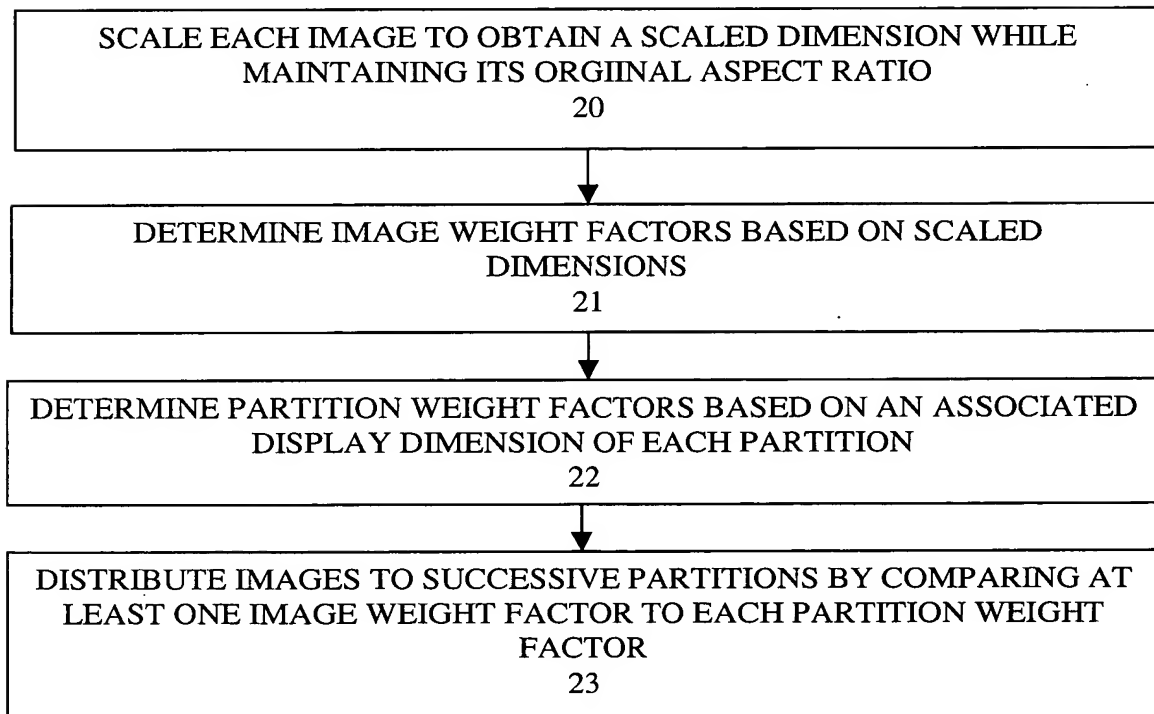 SCALE EACH IMAGE TO OBTAIN A SCALED DIMENSION WHILE
MAINTAINING ITS ORGIINAL ASPECT RATIO
20
DETERMINE IMAGE WEIGHT FACTORS BASED ON SCALED
DIMENSIONS
21
DETERMINE PARTITION WEIGHT FACTORS BASED ON AN ASSOCIATED
DISPLAY DIMENSION OF EACH PARTITION
22
DISTRIBUTE IMAGES TO SUCCESSIVE PARTITIONS BY COMPARING AT
LEAST ONE IMAGE WEIGHT FACTOR TO EACH PARTITION WEIGHT
FACTOR
23